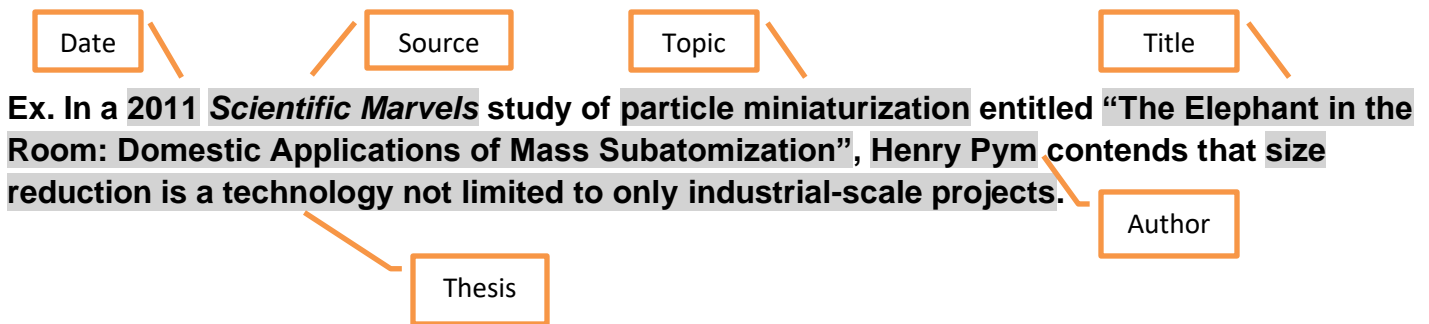 Date Source Topic Title
Ex. In a 2011 Scientific Marvels study of particle miniaturization entitled “The Elephant in the
Room: Domestic Applications of Mass Subatomization”, Henry Pym contends that size
reduction is a technology not limited to only industrial-scale projects.
Author
Thesis